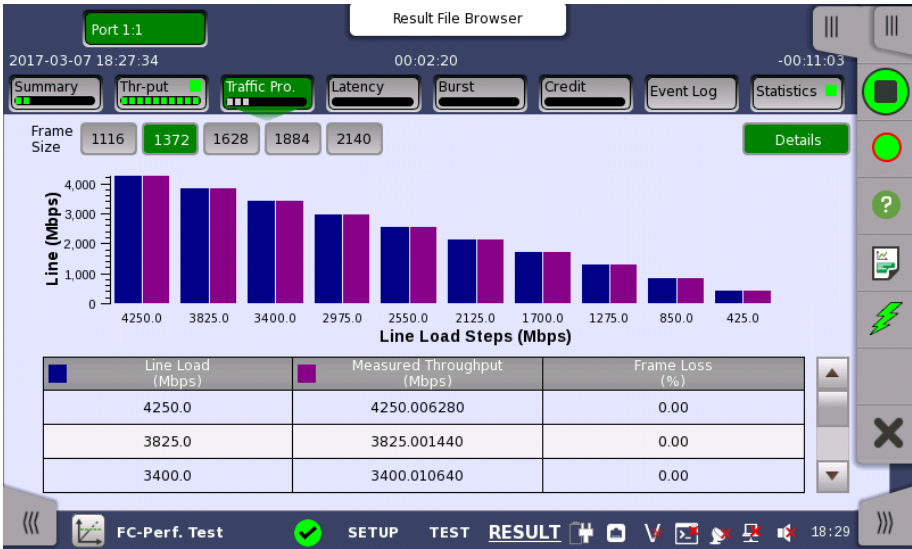 Port 1:1
Result File Browser
2017-03-07 18:27:34
00:02:20
-00:11:03
Summary
Thr-put
Traffic Pro.
Latency
Burst
Credit
Event Log
Statistics
Frame Size
1116
1372
1628
1884
2140
Details
Line (Mbps)
4,000
3,000
2,000
1,000
0
4250.0 3825.0 3400.0 2975.0 2550.0 2125.0 1700.0 1275.0 850.0 425.0
Line Load Steps (Mbps)
Line Load (Mbps)
Measured Throughput (Mbps)
Frame Loss (%)
4250.0 4250.006280 0.00
3825.0 3825.001440 0.00
3400.0 3400.010640 0.00
FC-Perf. Test
SETUP
TEST
RESULT
18:29